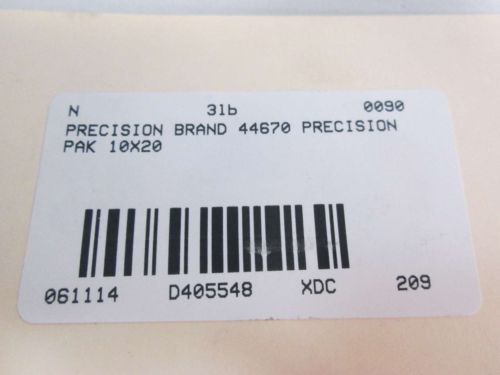 N 31b 0090
PRECISION BRAND 44670 PRECISION
PAK 10X20
061114 D405548 XDC 209